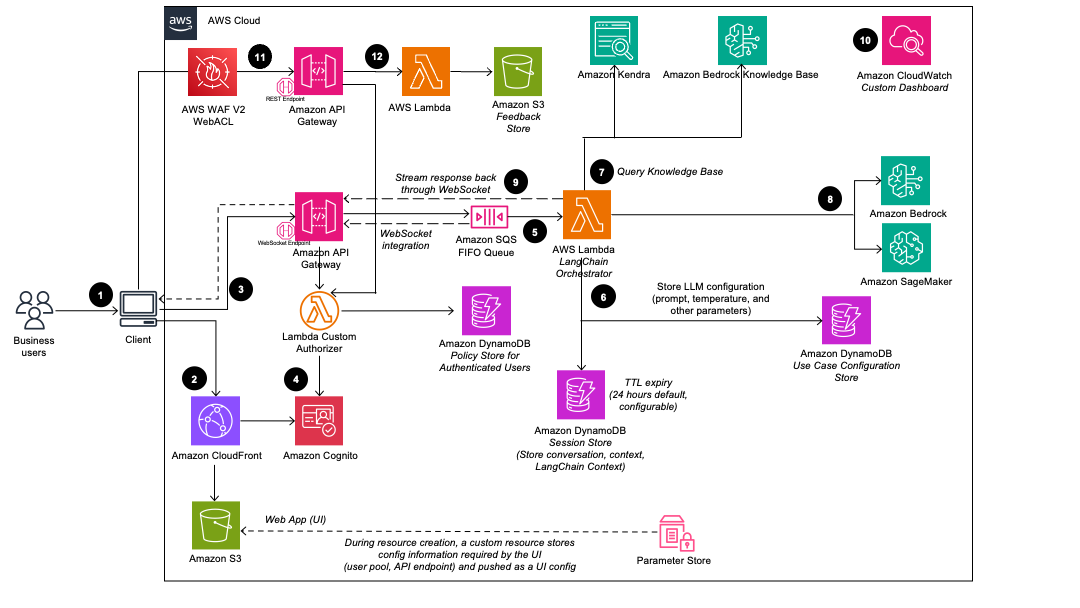 aws
AWS Cloud
11
12
10
AWS WAF V2
WebACL
REST Endpoint
Amazon API
Gateway
AWS Lambda
Amazon S3
Feedback
Store
Amazon Kendra
Amazon Bedrock Knowledge Base
Amazon CloudWatch
Custom Dashboard
Stream response back
through WebSocket
9
7
Query Knowledge Base
WebSocket Endpoint
Amazon API
Gateway
WebSocket
integration
Amazon SQS
FIFO Queue
5
AWS Lambda
LangChain
Orchestrator
8
Amazon Bedrock
Amazon SageMaker
1
3
6
Store LLM configuration
(prompt, temperature, and
other parameters)
Business
users
Client
Lambda Custom
Authorizer
Amazon DynamoDB
Policy Store for
Authenticated Users
Amazon DynamoDB
Use Case Configuration
Store
2
4
TTL expiry
(24 hours default,
configurable)
Amazon CloudFront
Amazon Cognito
Amazon DynamoDB
Session Store
(Store conversation, context,
LangChain Context)
Amazon S3
Web App (UI)
During resource creation, a custom resource stores
config information required by the UI
(user pool, API endpoint) and pushed as a UI config
Parameter Store